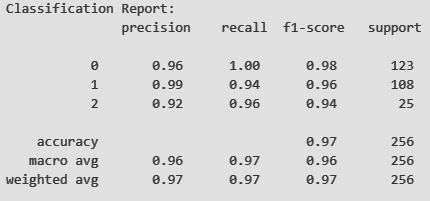 Classification Report:
precision recall f1-score support
0 0.96 1.00 0.98 123
1 0.99 0.94 0.96 108
2 0.92 0.96 0.94 25
accuracy 0.97 256
macro avg 0.96 0.97 0.96 256
weighted avg 0.97 0.97 0.97 256